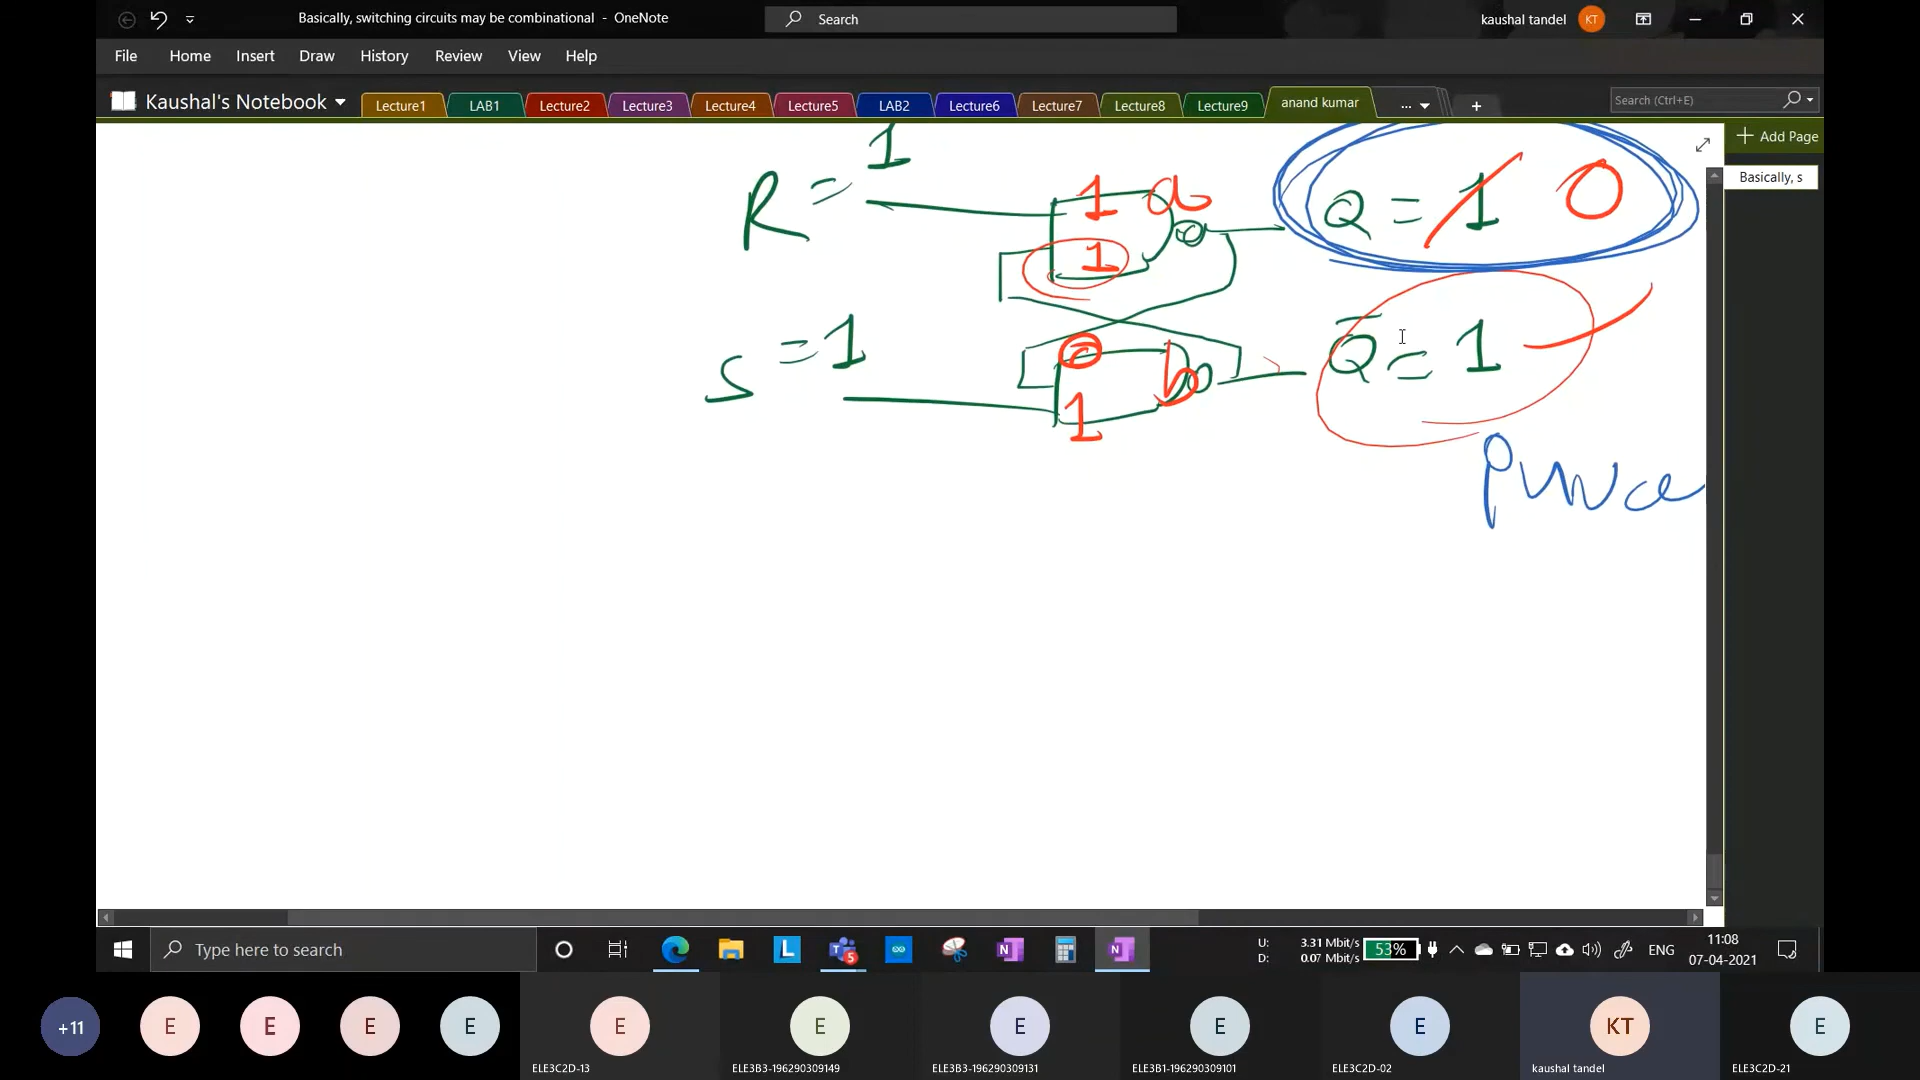 Basically, switching circuits may be combinational - OneNote
Search
kaushal tandel
KT
File Home Insert Draw History Review View Help
Kaushal's Notebook
Lecture1 LAB1 Lecture2 Lecture3 Lecture4 Lecture5 LAB2 Lecture6 Lecture7 Lecture8 Lecture9 anand kumar ... +
Search (Ctrl+E)
+ Add Page
Basically, s
R = 1
1 a
1
Q = 1 0
S = 1
0 b
1
Q̄ = 1
Type here to search
U: 3.31 Mbit/s
D: 0.07 Mbit/s
53%
ENG
11:08
07-04-2021
5
+11 E E E E E E E E E KT E
ELE3C2D-13 ELE3B3-196290309149 ELE3B3-196290309131 ELE3B1-196290309101 ELE3C2D-02 kaushal tandel ELE3C2D-21